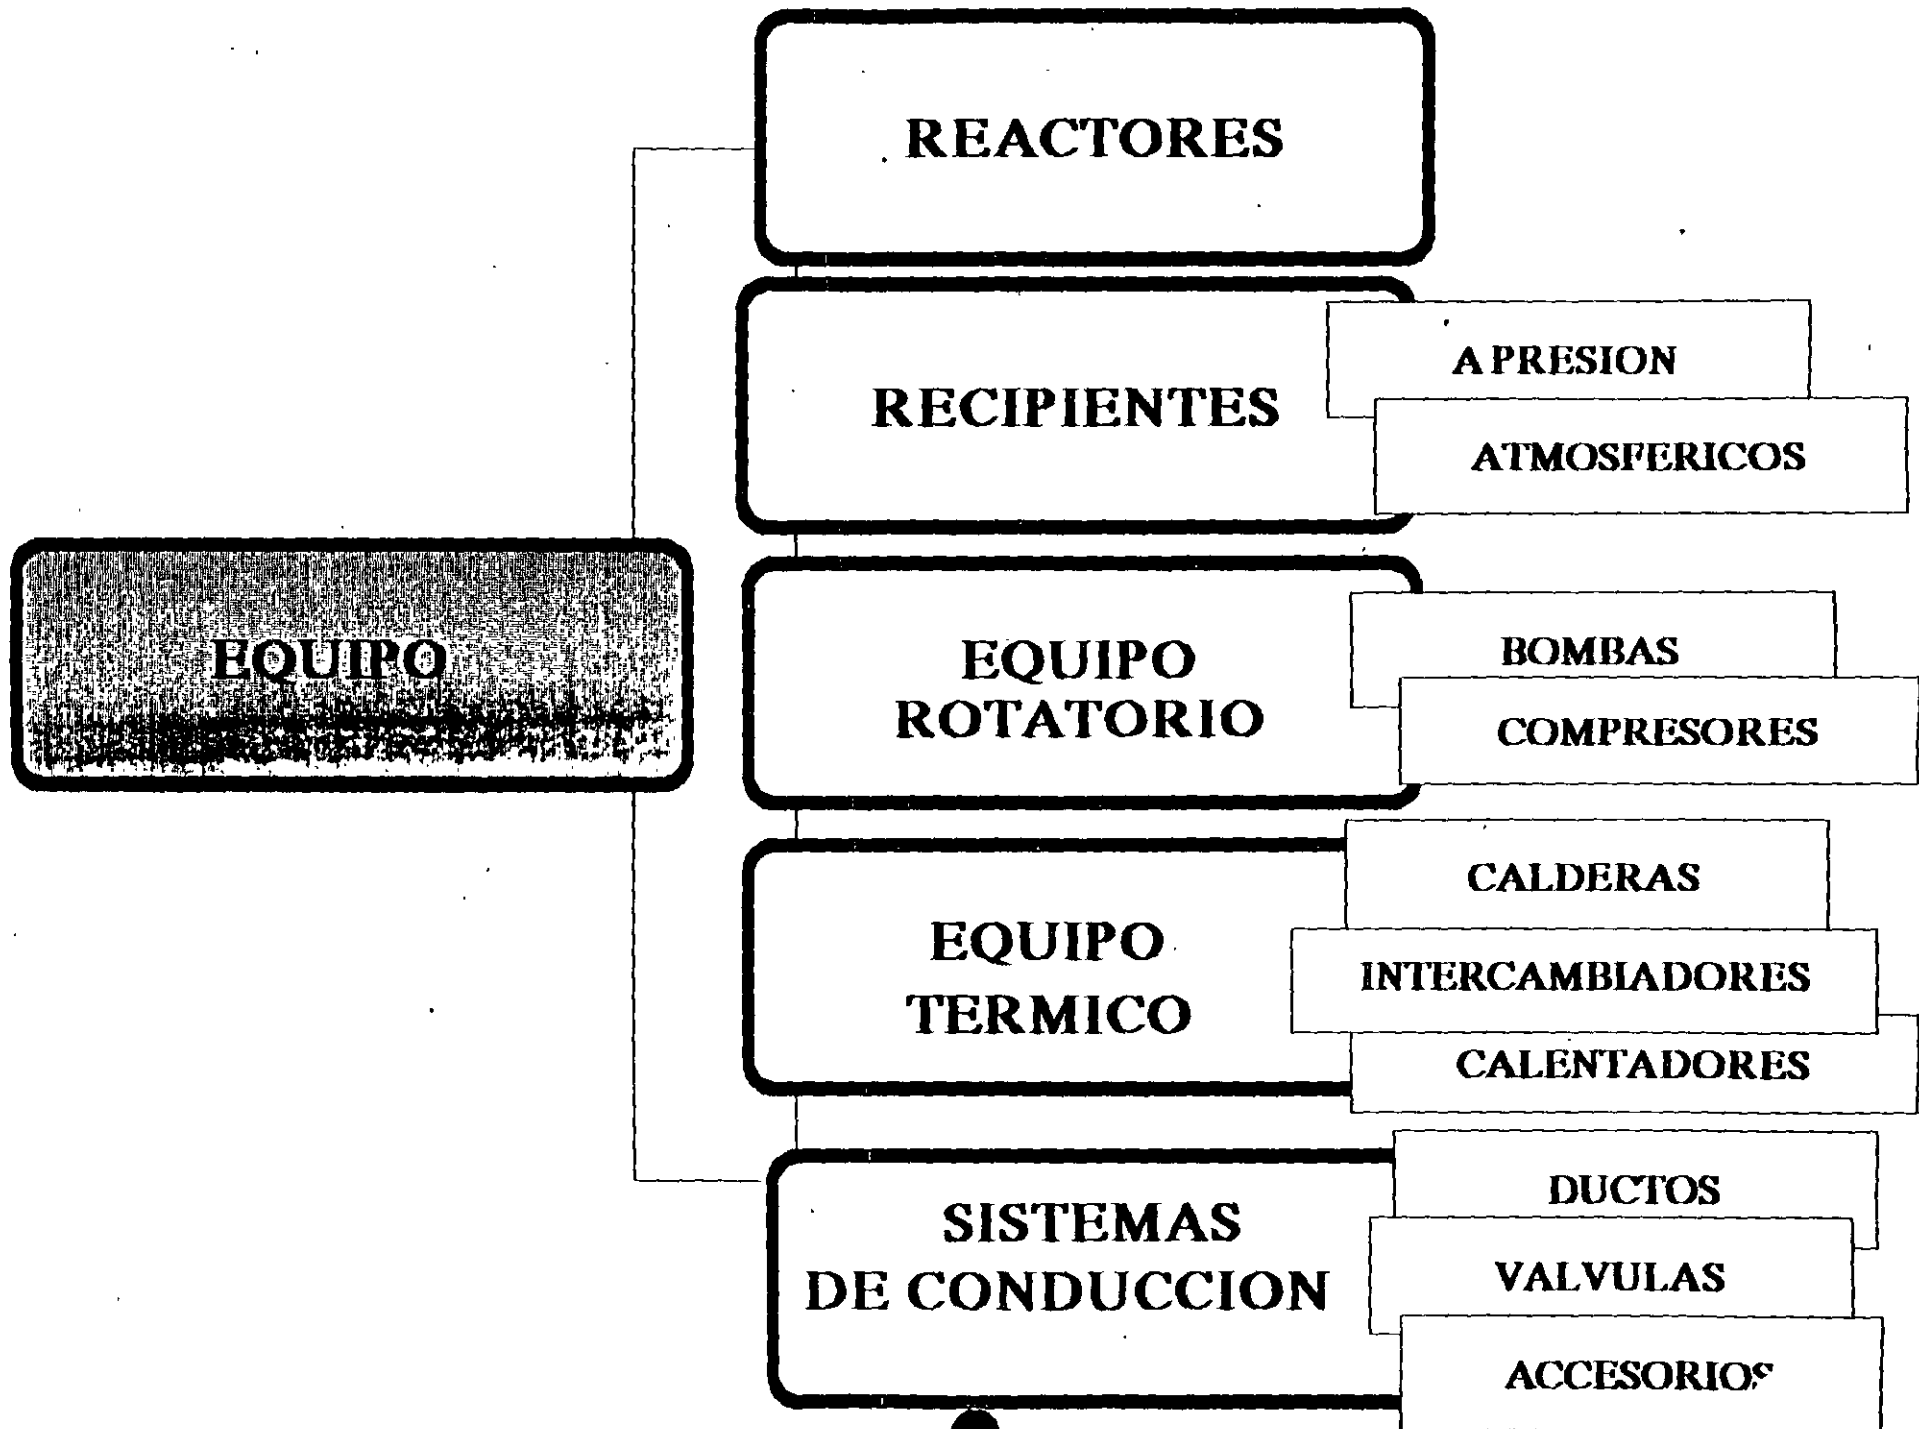 REACTORES
RECIPIENTES
A PRESION
ATMOSFERICOS
EQUIPO
EQUIPO
ROTATORIO
BOMBAS
COMPRESORES
EQUIPO
TERMICO
CALDERAS
INTERCAMBIADORES
CALENTADORES
SISTEMAS
DE CONDUCCION
DUCTOS
VALVULAS
ACCESORIOS